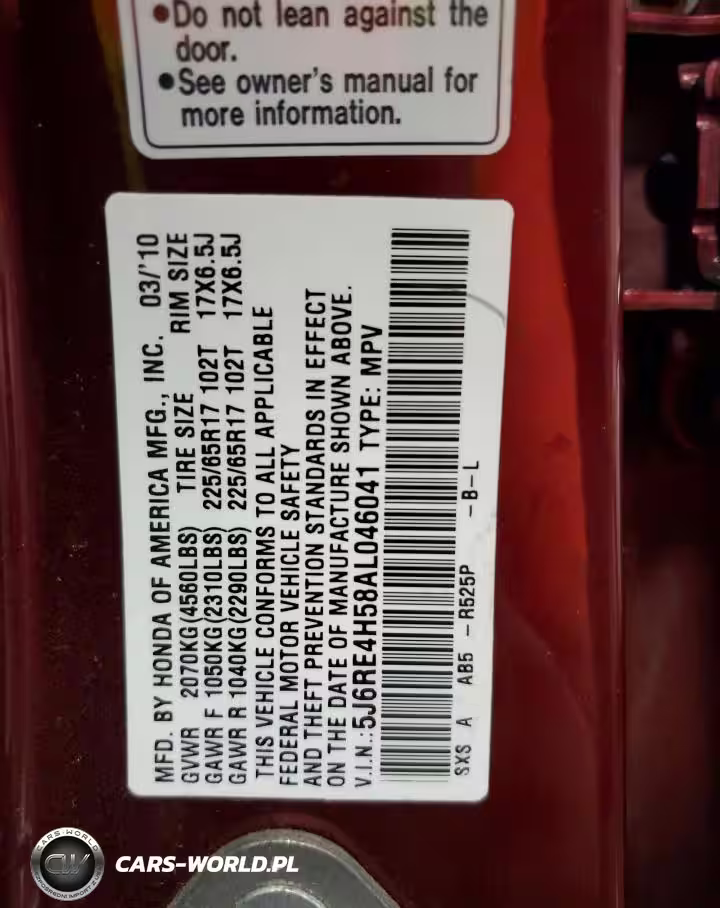 ●Do not lean against the
door.
●See owner's manual for
more information.
MFD. BY HONDA OF AMERICA MFG., INC. 03/'10
GVWR 2070KG(4560LBS) TIRE SIZE RIM SIZE
GAWR F 1050KG(2310LBS) 225/65R17 102T 17X6.5J
GAWR R 1040KG(2290LBS) 225/65R17 102T 17X6.5J
THIS VEHICLE CONFORMS TO ALL APPLICABLE
FEDERAL MOTOR VEHICLE SAFETY
AND THEFT PREVENTION STANDARDS IN EFFECT
ON THE DATE OF MANUFACTURE SHOWN ABOVE.
V.I.N.:5J6RE4H58AL046041 TYPE: MPV
SXS A AB5 -R525P -B-L
CARS-WORLD
CW
CARS-WORLD.PL